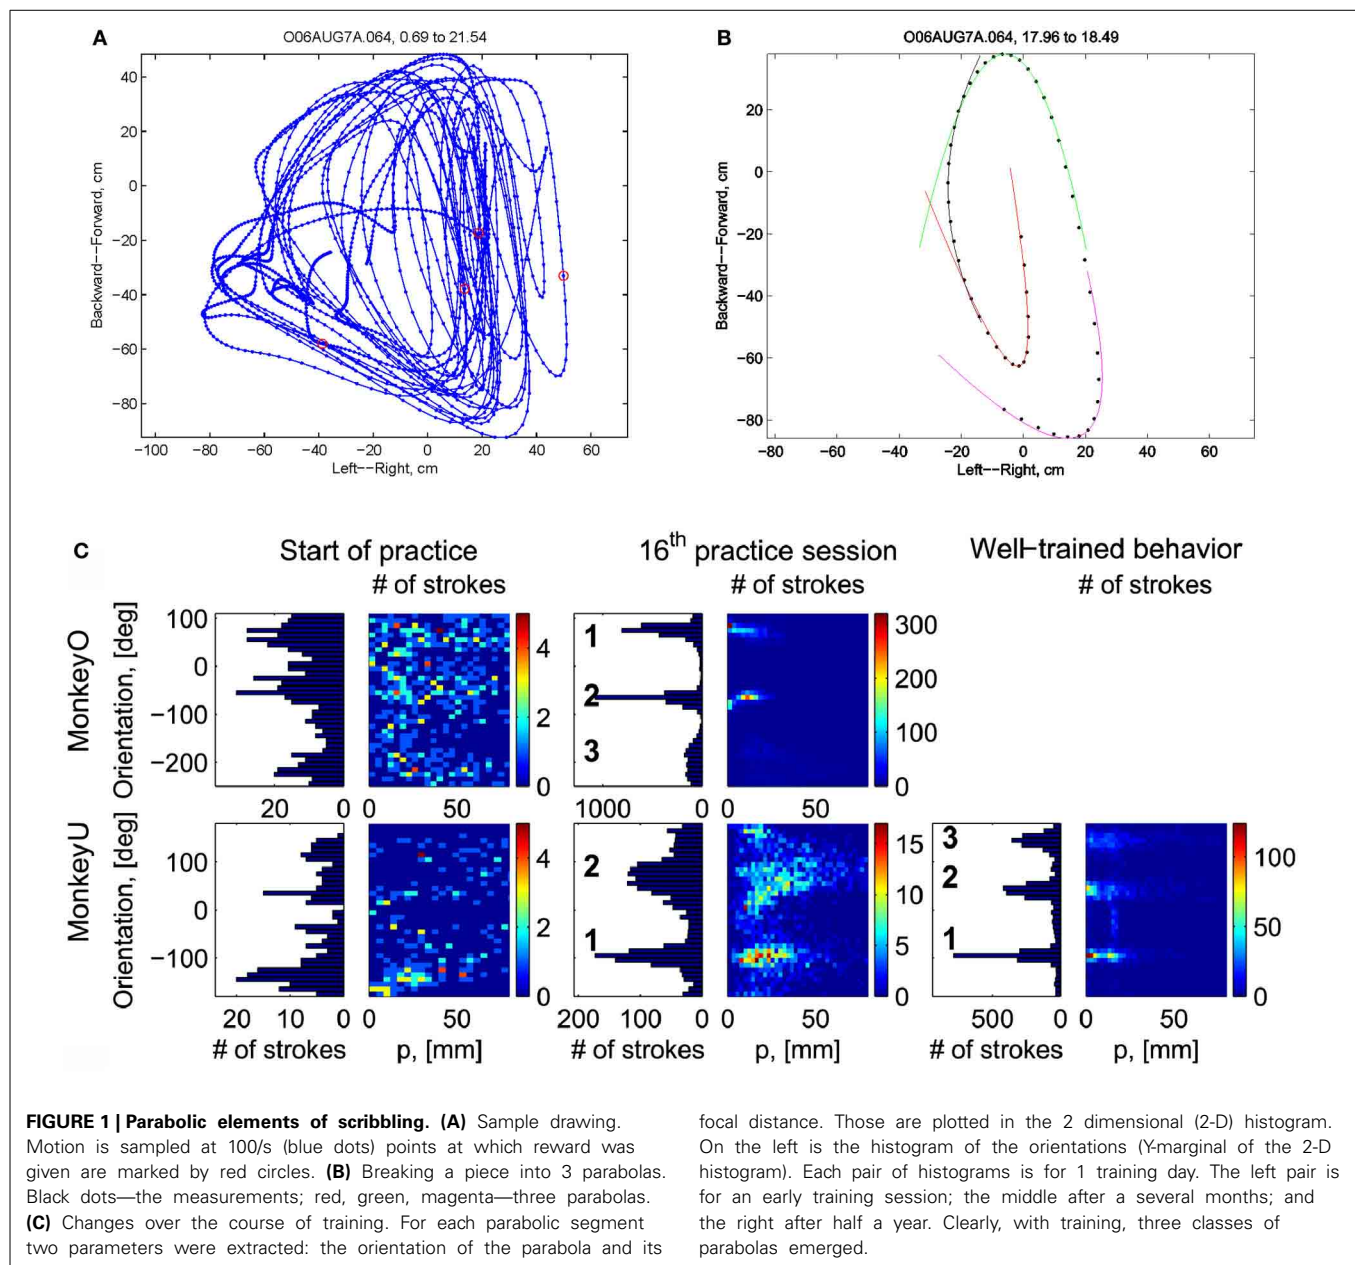 A
O06AUG7A.064, 0.69 to 21.54
40
20
0
−20
−40
−60
−80
Backward−−Forward, cm
−100 −80 −60 −40 −20 0 20 40 60
Left−−Right, cm
B
O06AUG7A.064, 17.96 to 18.49
20
0
−20
−40
−60
−80
Backward−−Forward, cm
−80 −60 −40 −20 0 20 40 60
Left−−Right, cm
C
Start of practice
16th practice session
Well−trained behavior
# of strokes
# of strokes
# of strokes
MonkeyO
Orientation, [deg]
100
0
−100
−200
20 0
0 50
4
2
0
1
2
3
1000 0
0 50
300
200
100
0
MonkeyU
Orientation, [deg]
100
0
−100
20 10 0
# of strokes
0 50
p, [mm]
4
2
0
2
1
200 100 0
# of strokes
0 50
p, [mm]
15
10
5
0
3
2
1
500 0
# of strokes
0 50
p, [mm]
100
50
0
FIGURE 1 | Parabolic elements of scribbling. (A) Sample drawing.
Motion is sampled at 100/s (blue dots) points at which reward was
given are marked by red circles. (B) Breaking a piece into 3 parabolas.
Black dots—the measurements; red, green, magenta—three parabolas.
(C) Changes over the course of training. For each parabolic segment
two parameters were extracted: the orientation of the parabola and its
focal distance. Those are plotted in the 2 dimensional (2-D) histogram.
On the left is the histogram of the orientations (Y-marginal of the 2-D
histogram). Each pair of histograms is for 1 training day. The left pair is
for an early training session; the middle after a several months; and
the right after half a year. Clearly, with training, three classes of
parabolas emerged.